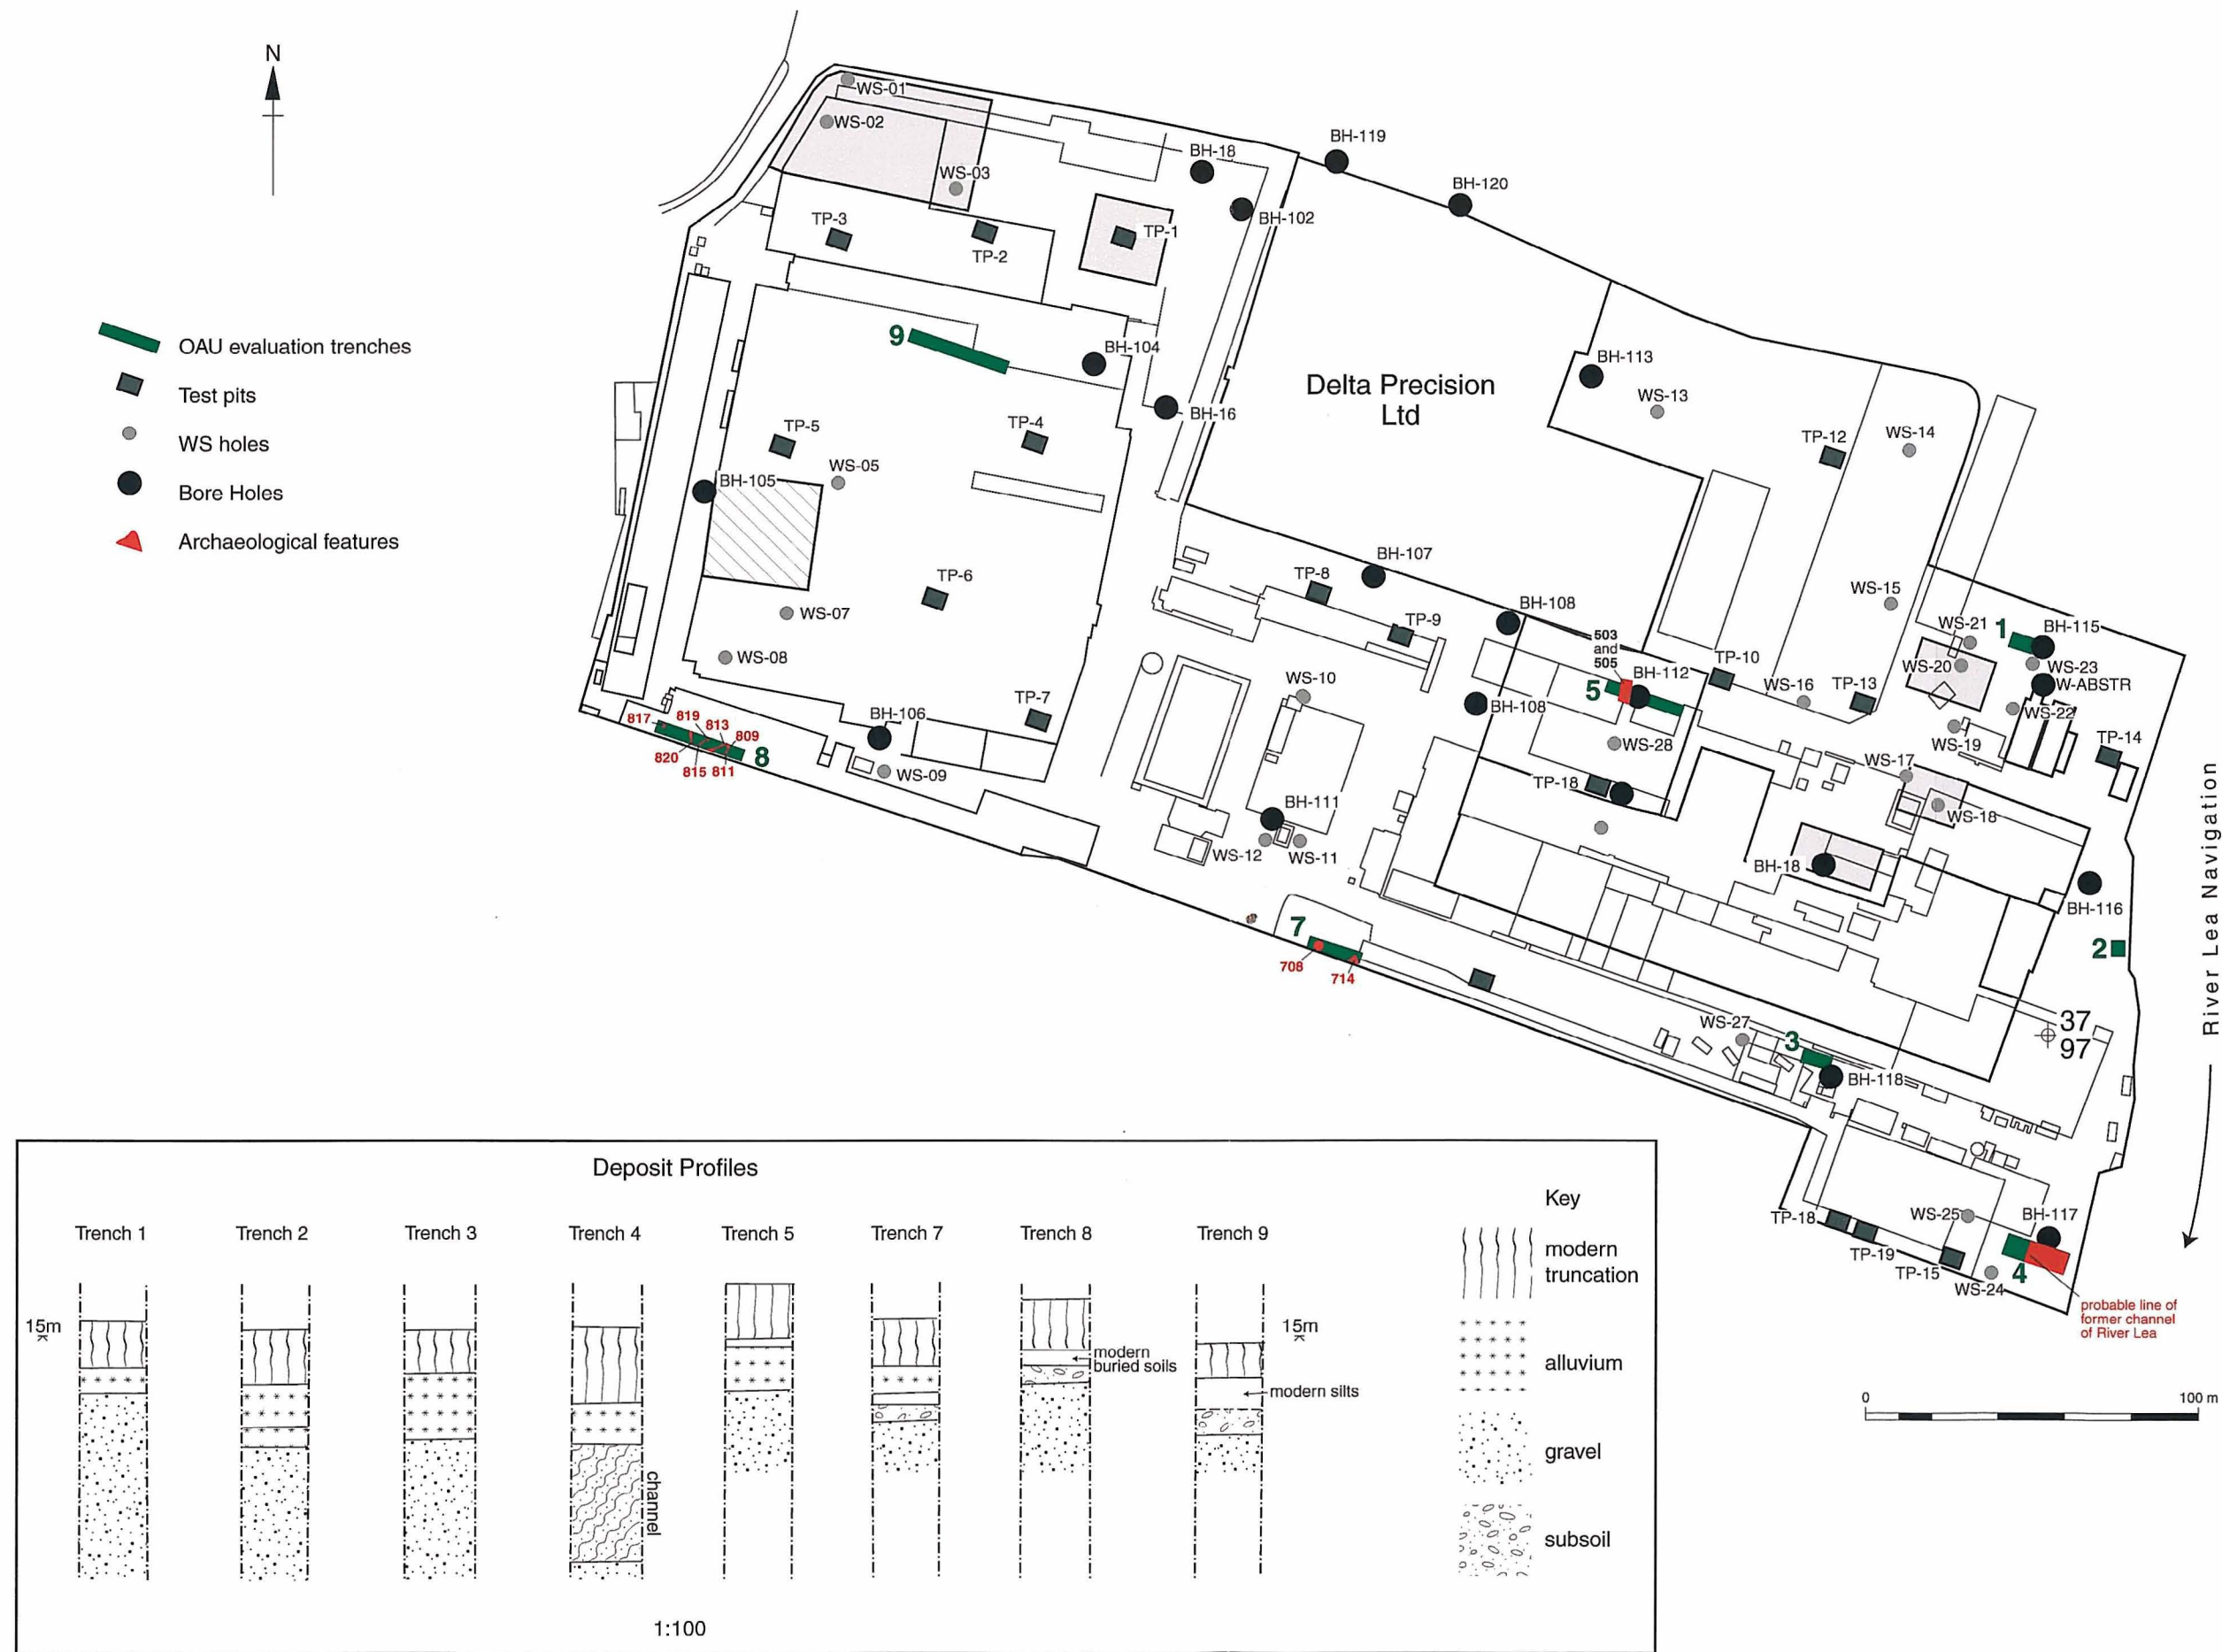 N
OAU evaluation trenches
Test pits
WS holes
Bore Holes
Archaeological features
WS-01
WS-02
WS-03
TP-3
TP-2
TP-1
BH-18
BH-102
BH-119
BH-120
9
BH-104
BH-16
Delta Precision
Ltd
BH-113
WS-13
TP-12
WS-14
TP-5
WS-05
TP-4
BH-105
TP-6
WS-07
WS-08
TP-7
BH-106
WS-09
817
819
813
809
820
815
811
8
TP-8
BH-107
TP-9
BH-108
503
and
505
5
BH-112
TP-10
WS-15
WS-21
1
BH-115
WS-20
WS-23
W-ABSTR
WS-22
WS-16
TP-13
WS-19
TP-14
WS-10
BH-108
WS-28
WS-17
TP-18
WS-18
BH-111
WS-12
WS-11
BH-18
BH-116
2
River Lea Navigation
7
708
714
37
97
WS-27
3
BH-118
TP-18
TP-19
TP-15
WS-25
WS-24
BH-117
4
probable line of
former channel
of River Lea
0
100 m
Deposit Profiles
Trench 1
Trench 2
Trench 3
Trench 4
Trench 5
Trench 7
Trench 8
Trench 9
15m
channel
modern
buried soils
15m
modern silts
Key
modern
truncation
alluvium
gravel
subsoil
1:100